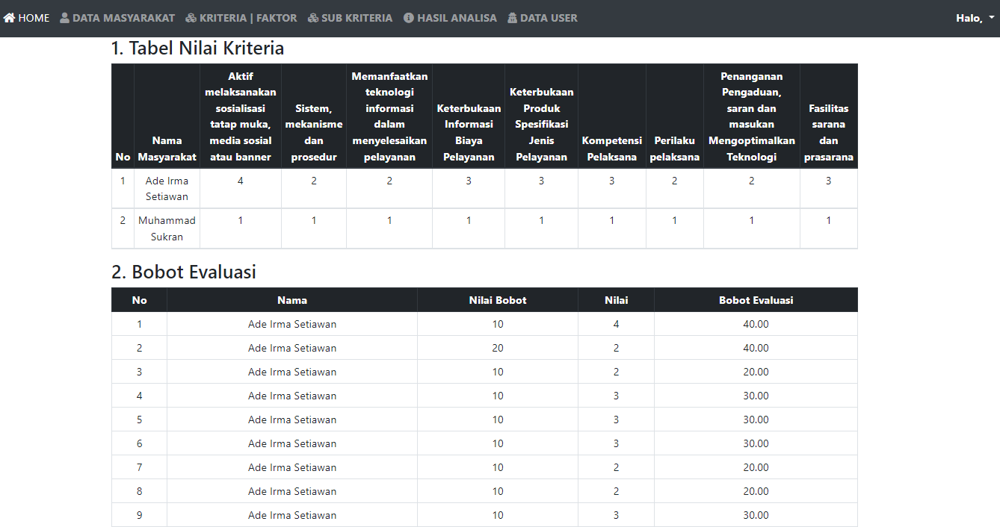 HOME DATA MASYARAKAT KRITERIA | FAKTOR SUB KRITERIA HASIL ANALISA DATA USER Halo,
1. Tabel Nilai Kriteria
No
Nama
Masyarakat
Aktif
melaksanakan
sosialisasi
tatap muka,
media sosial
atau banner
Sistem,
mekanisme
dan
prosedur
Memanfaatkan
teknologi
informasi
dalam
menyelesaikan
pelayanan
Keterbukaan
Informasi
Biaya
Pelayanan
Keterbukaan
Produk
Spesifikasi
Jenis
Pelayanan
Kompetensi
Pelaksana
Perilaku
pelaksana
Penanganan
Pengaduan,
saran dan
masukan
Mengoptimalkan
Teknologi
Fasilitas
sarana
dan
prasarana
1 Ade Irma 4 2 2 3 3 3 2 2 3
Setiawan
2 Muhammad 1 1 1 1 1 1 1 1 1
Sukran
2. Bobot Evaluasi
No Nama Nilai Bobot Nilai Bobot Evaluasi
1 Ade Irma Setiawan 10 4 40.00
2 Ade Irma Setiawan 20 2 40.00
3 Ade Irma Setiawan 10 2 20.00
4 Ade Irma Setiawan 10 3 30.00
5 Ade Irma Setiawan 10 3 30.00
6 Ade Irma Setiawan 10 3 30.00
7 Ade Irma Setiawan 10 2 20.00
8 Ade Irma Setiawan 10 2 20.00
9 Ade Irma Setiawan 10 3 30.00